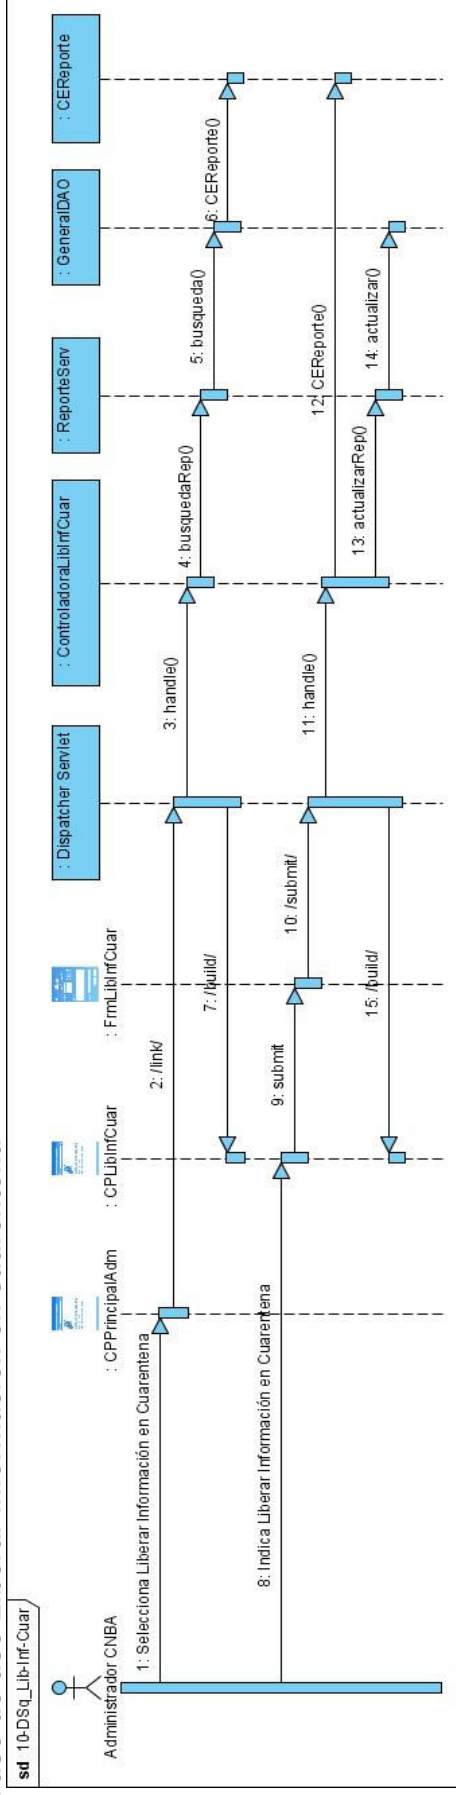 sd 10-DSq_Lib-Inf-Cuar
Administrador CNBA
: CPPrincipalAdm
: CPLibInfCuar
: FrmLibInfCuar
: Dispatcher Servlet
: ControladoraLibInfCuar
: ReporteServ
: GeneralDAO
: CEReporte
1: Selecciona Liberar Información en Cuarentena
2: /link/
3: handle()
4: busquedaRep()
5: busqueda()
6: CEReporte()
7: /build/
8: Indica Liberar Información en Cuarentena
9: submit
10: /submit/
11: handle()
12: CEReporte()
13: actualizarRep()
14: actualizar()
15: /build/